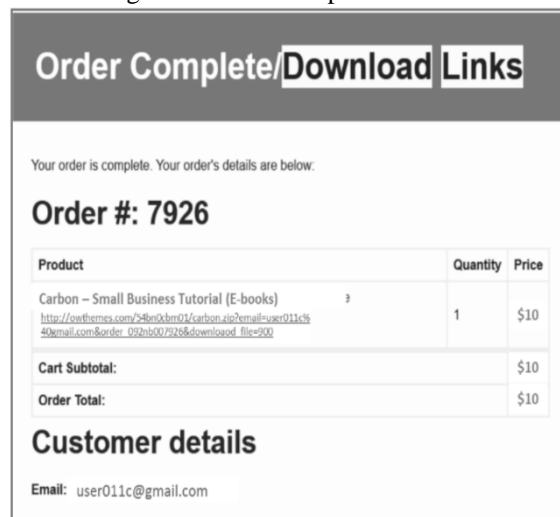 Order Complete/Download Links
Your order is complete. Your order's details are below:
Order #: 7926
Product Quantity Price
Carbon – Small Business Tutorial (E-books)
http://owthemes.com/54bn0cbm01/carbon.zip?email=user011c%
40gmail.com&order_092nb007926&downloaod_file=900
1 $10
Cart Subtotal: $10
Order Total: $10
Customer details
Email: user011c@gmail.com